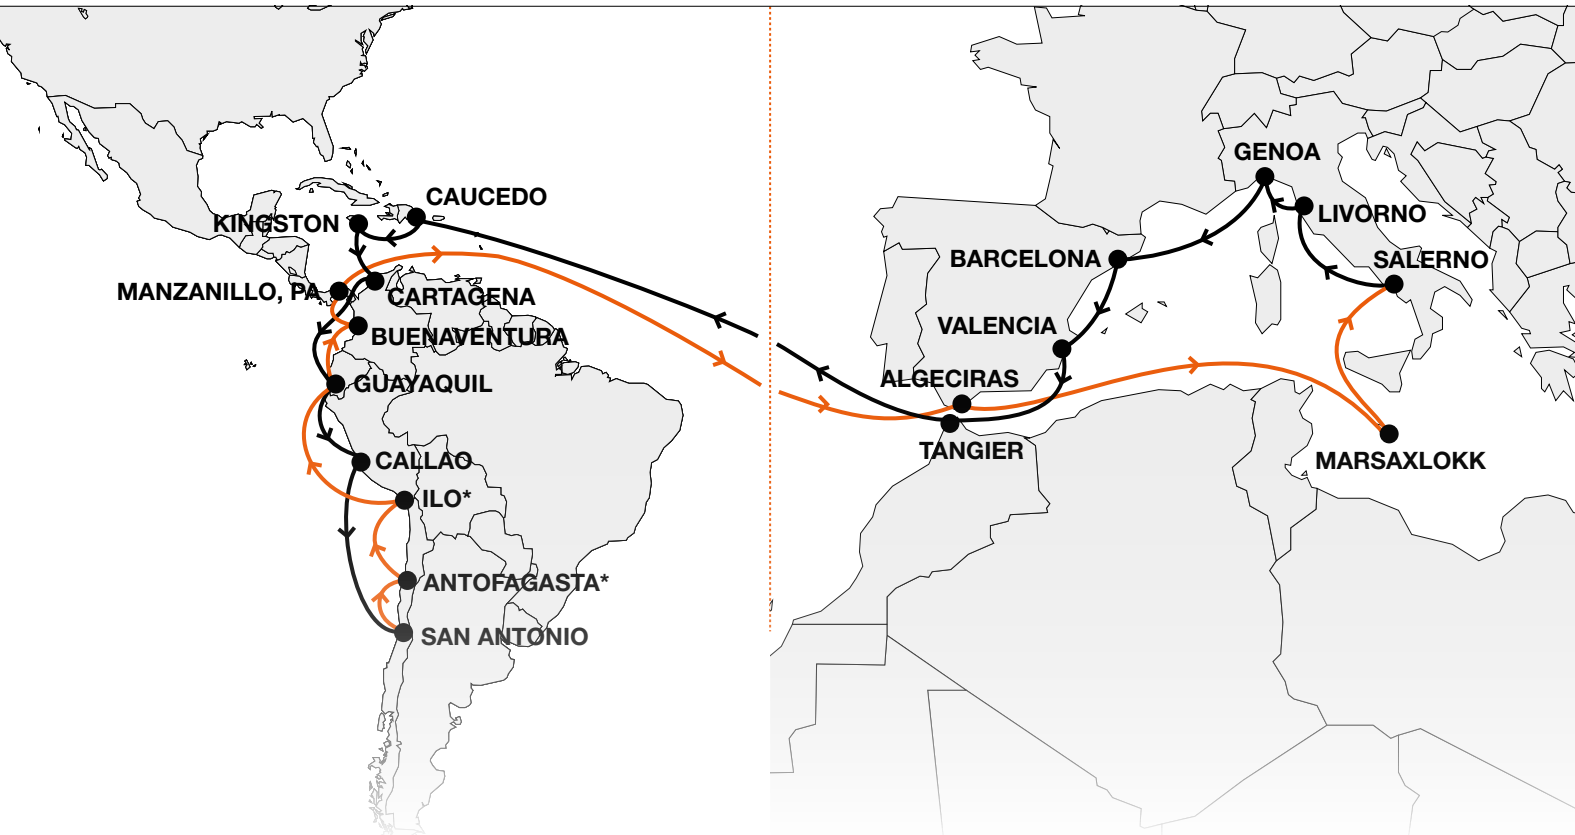 CAUCEDO
KINGSTON
MANZANILLO, PA
CARTAGENA
BUENAVENTURA
GUAYAQUIL
CALLAO
ILO*
ANTOFAGASTA*
SAN ANTONIO
GENOA
LIVORNO
BARCELONA
SALERNO
VALENCIA
ALGECIRAS
TANGIER
MARSAXLOKK